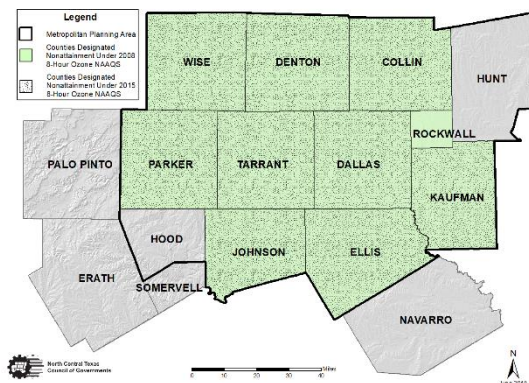 Legend
Metropolitan Planning Area
Counties Designated
Nonattainment Under 2008
8-Hour Ozone NAAQS
Counties Designated
Nonattainment Under 2015
8-Hour Ozone NAAQS
WISE
DENTON
COLLIN
HUNT
ROCKWALL
PALO PINTO
PARKER
TARRANT
DALLAS
KAUFMAN
HOOD
JOHNSON
ELLIS
ERATH
SOMERVELL
NAVARRO
North Central Texas
Council of Governments
0 10 20 30 40
Miles
N